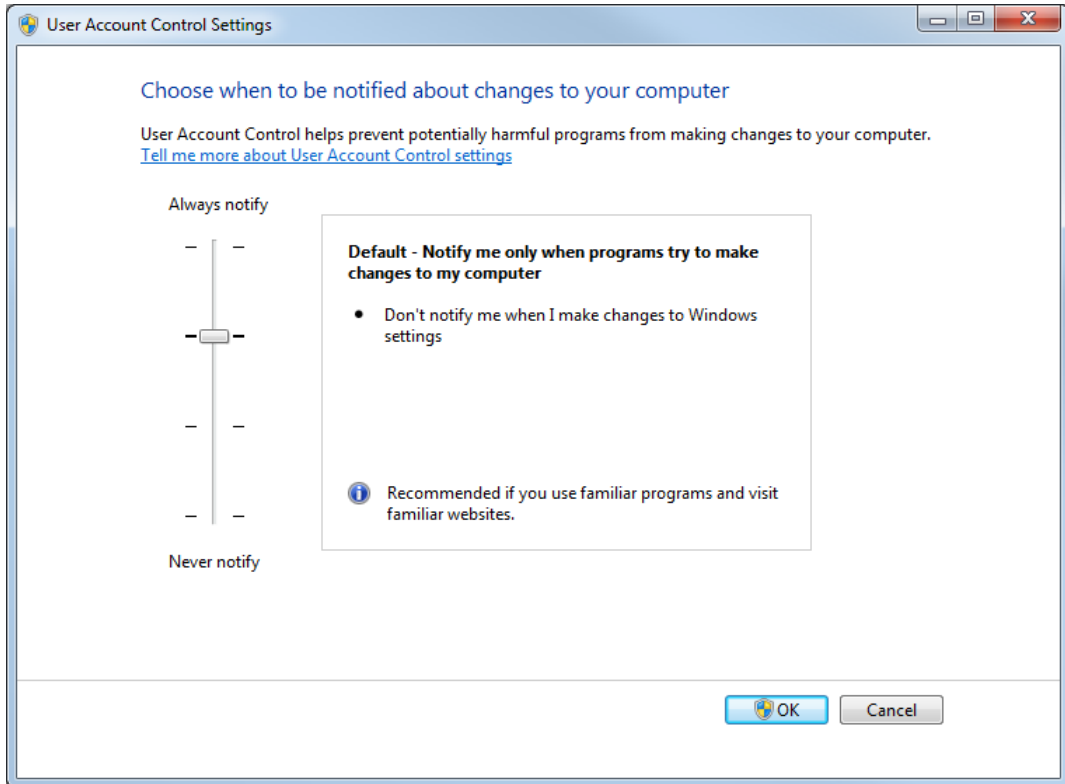 User Account Control Settings
Choose when to be notified about changes to your computer
User Account Control helps prevent potentially harmful programs from making changes to your computer.
Tell me more about User Account Control settings
Always notify
Default - Notify me only when programs try to make
changes to my computer
• Don't notify me when I make changes to Windows
settings
Recommended if you use familiar programs and visit
familiar websites.
Never notify
OK
Cancel